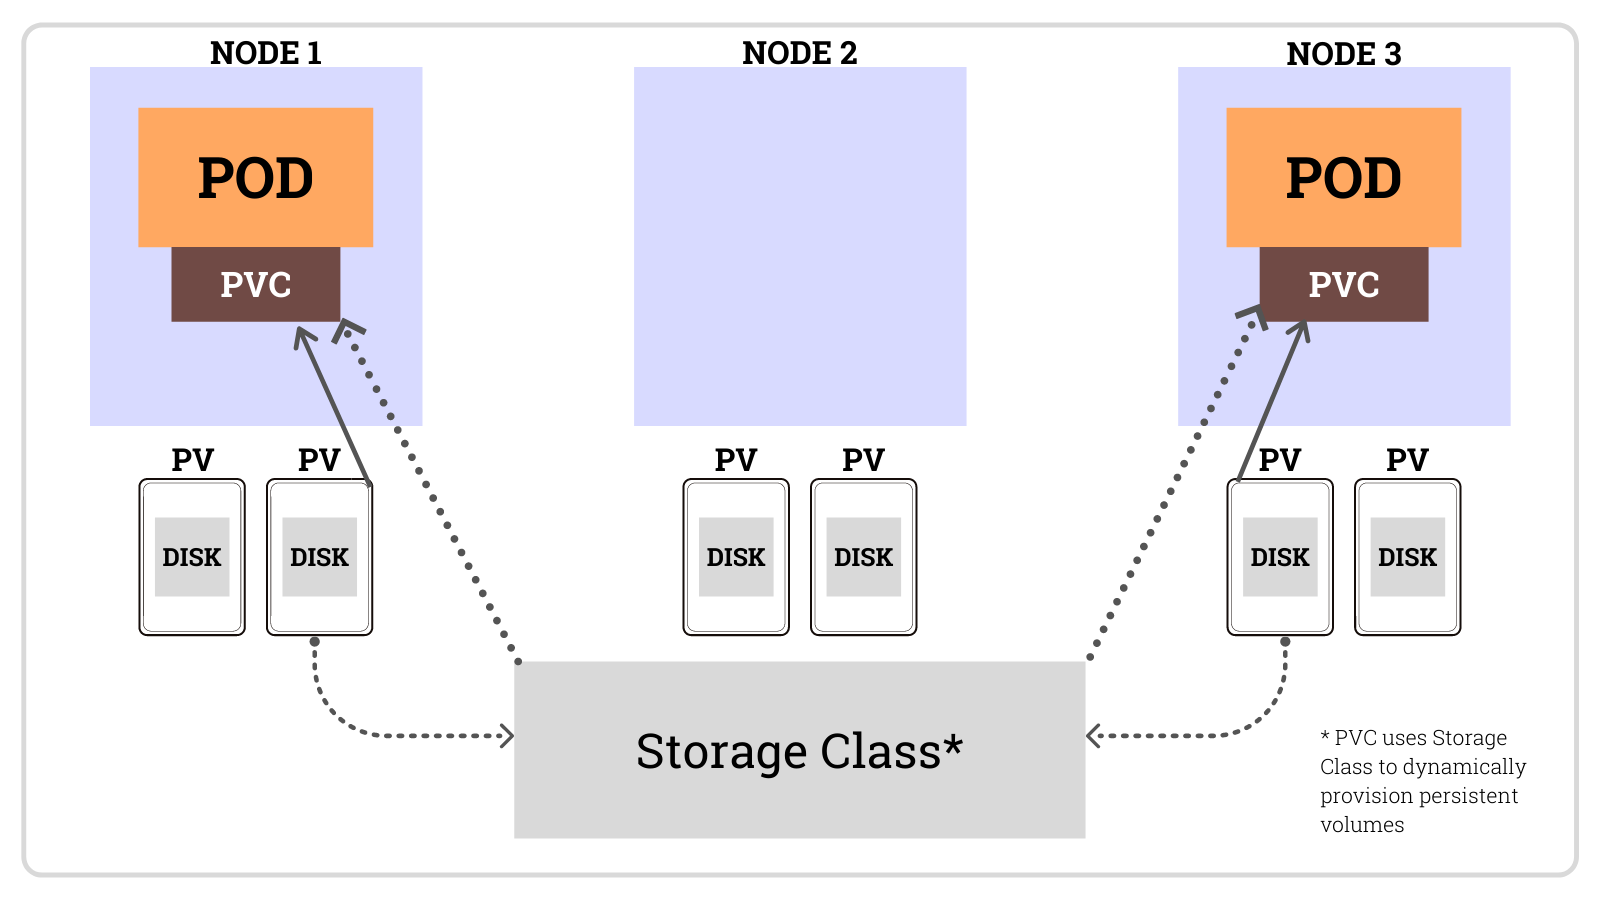 NODE 1
NODE 2
NODE 3
POD
POD
PVC
PVC
PV
PV
PV
PV
PV
PV
DISK
DISK
DISK
DISK
DISK
DISK
Storage Class*
* PVC uses Storage
Class to dynamically
provision persistent
volumes